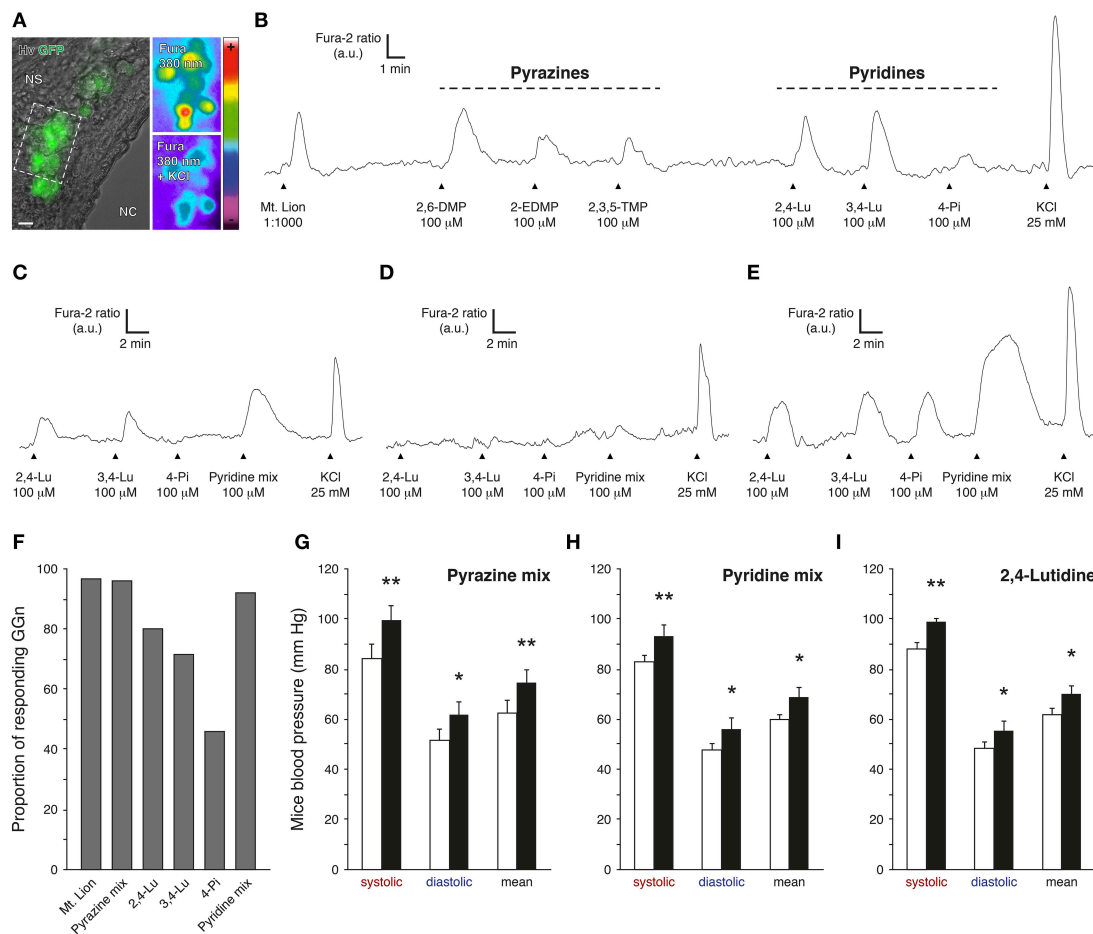 A
Hv GFP
NS
NC
Fura
380 nm
Fura
380 nm
+ KCl
+
-
B
Fura-2 ratio
(a.u.)
1 min
Pyrazines
Pyridines
Mt. Lion
1:1000
2,6-DMP
100 µM
2-EDMP
100 µM
2,3,5-TMP
100 µM
2,4-Lu
100 µM
3,4-Lu
100 µM
4-Pi
100 µM
KCl
25 mM
C
Fura-2 ratio
(a.u.)
2 min
2,4-Lu
100 µM
3,4-Lu
100 µM
4-Pi
100 µM
Pyridine mix
100 µM
KCl
25 mM
D
Fura-2 ratio
(a.u.)
2 min
2,4-Lu
100 µM
3,4-Lu
100 µM
4-Pi
100 µM
Pyridine mix
100 µM
KCl
25 mM
E
Fura-2 ratio
(a.u.)
2 min
2,4-Lu
100 µM
3,4-Lu
100 µM
4-Pi
100 µM
Pyridine mix
100 µM
KCl
25 mM
F
Proportion of responding GGn
100
80
60
40
20
0
Mt. Lion
Pyrazine mix
2,4-Lu
3,4-Lu
4-Pi
Pyridine mix
G
Pyrazine mix
Mice blood pressure (mm Hg)
120
100
80
60
40
20
0
**
*
**
systolic
diastolic
mean
H
Pyridine mix
120
100
80
60
40
20
0
**
*
*
systolic
diastolic
mean
I
2,4-Lutidine
120
100
80
60
40
20
0
**
*
*
systolic
diastolic
mean